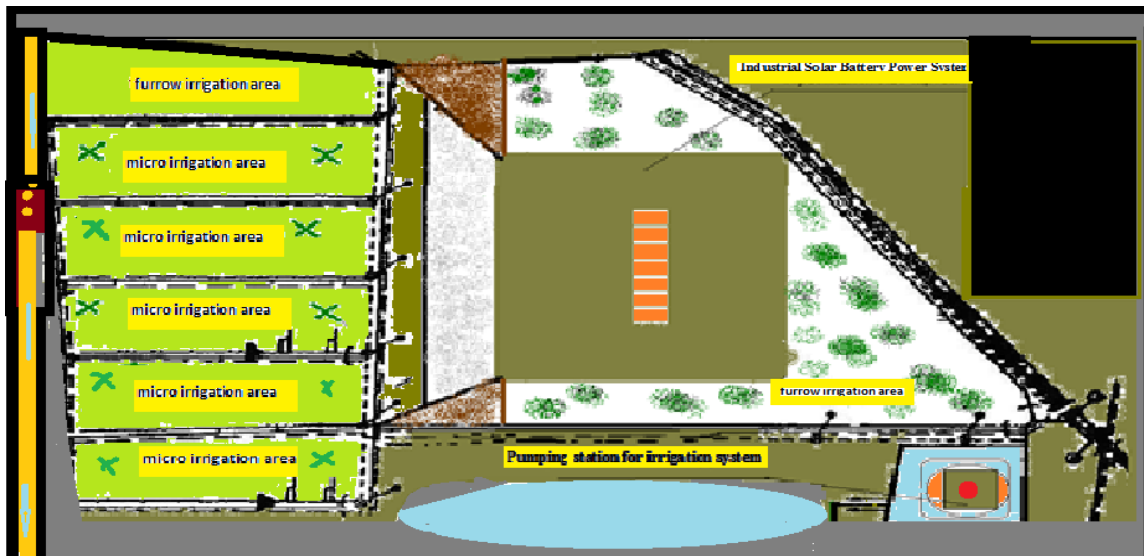 furrow irrigation area
Industrial Solar Battery Power System
micro irrigation area
micro irrigation area
micro irrigation area
micro irrigation area
furrow irrigation area
micro irrigation area
Pumping station for irrigation system